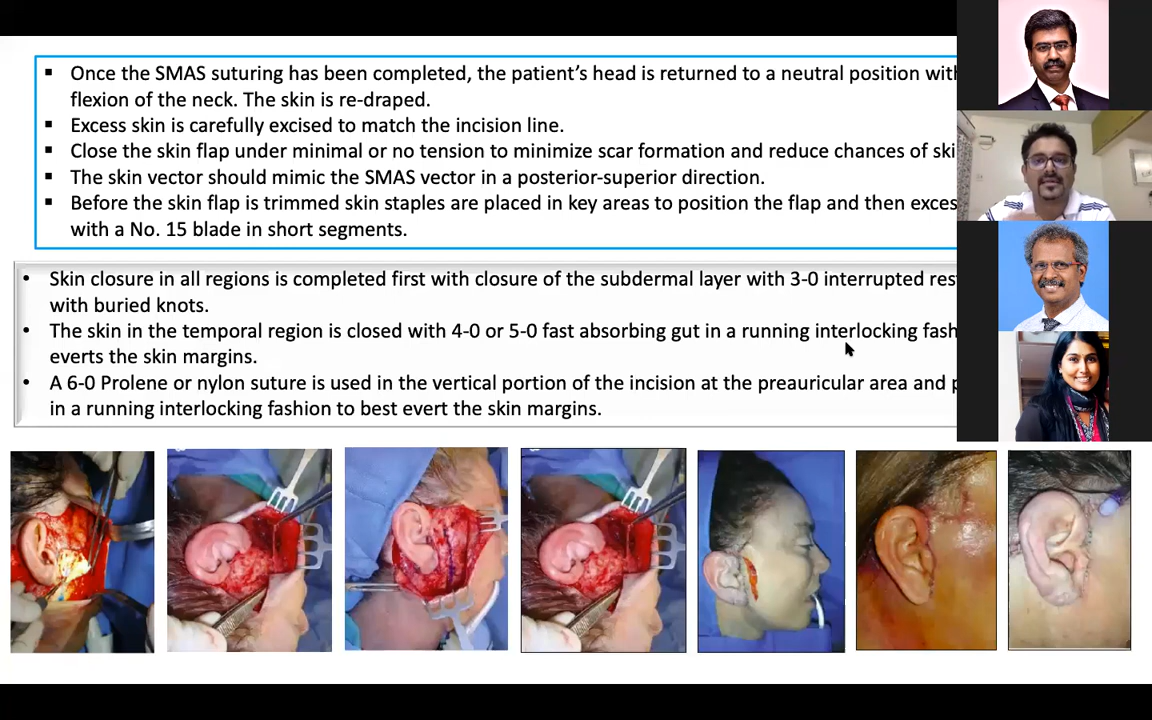 ▪ Once the SMAS suturing has been completed, the patient's head is returned to a neutral position with
flexion of the neck. The skin is re-draped.
▪ Excess skin is carefully excised to match the incision line.
▪ Close the skin flap under minimal or no tension to minimize scar formation and reduce chances of
▪ The skin vector should mimic the SMAS vector in a posterior-superior direction.
▪ Before the skin flap is trimmed skin staples are placed in key areas to position the flap and then
with a No. 15 blade in short segments.
• Skin closure in all regions is completed first with closure of the subdermal layer with 3-0 interrupted
with buried knots.
• The skin in the temporal region is closed with 4-0 or 5-0 fast absorbing gut in a running interlocking
everts the skin margins.
• A 6-0 Prolene or nylon suture is used in the vertical portion of the incision at the preauricular area and
in a running interlocking fashion to best evert the skin margins.